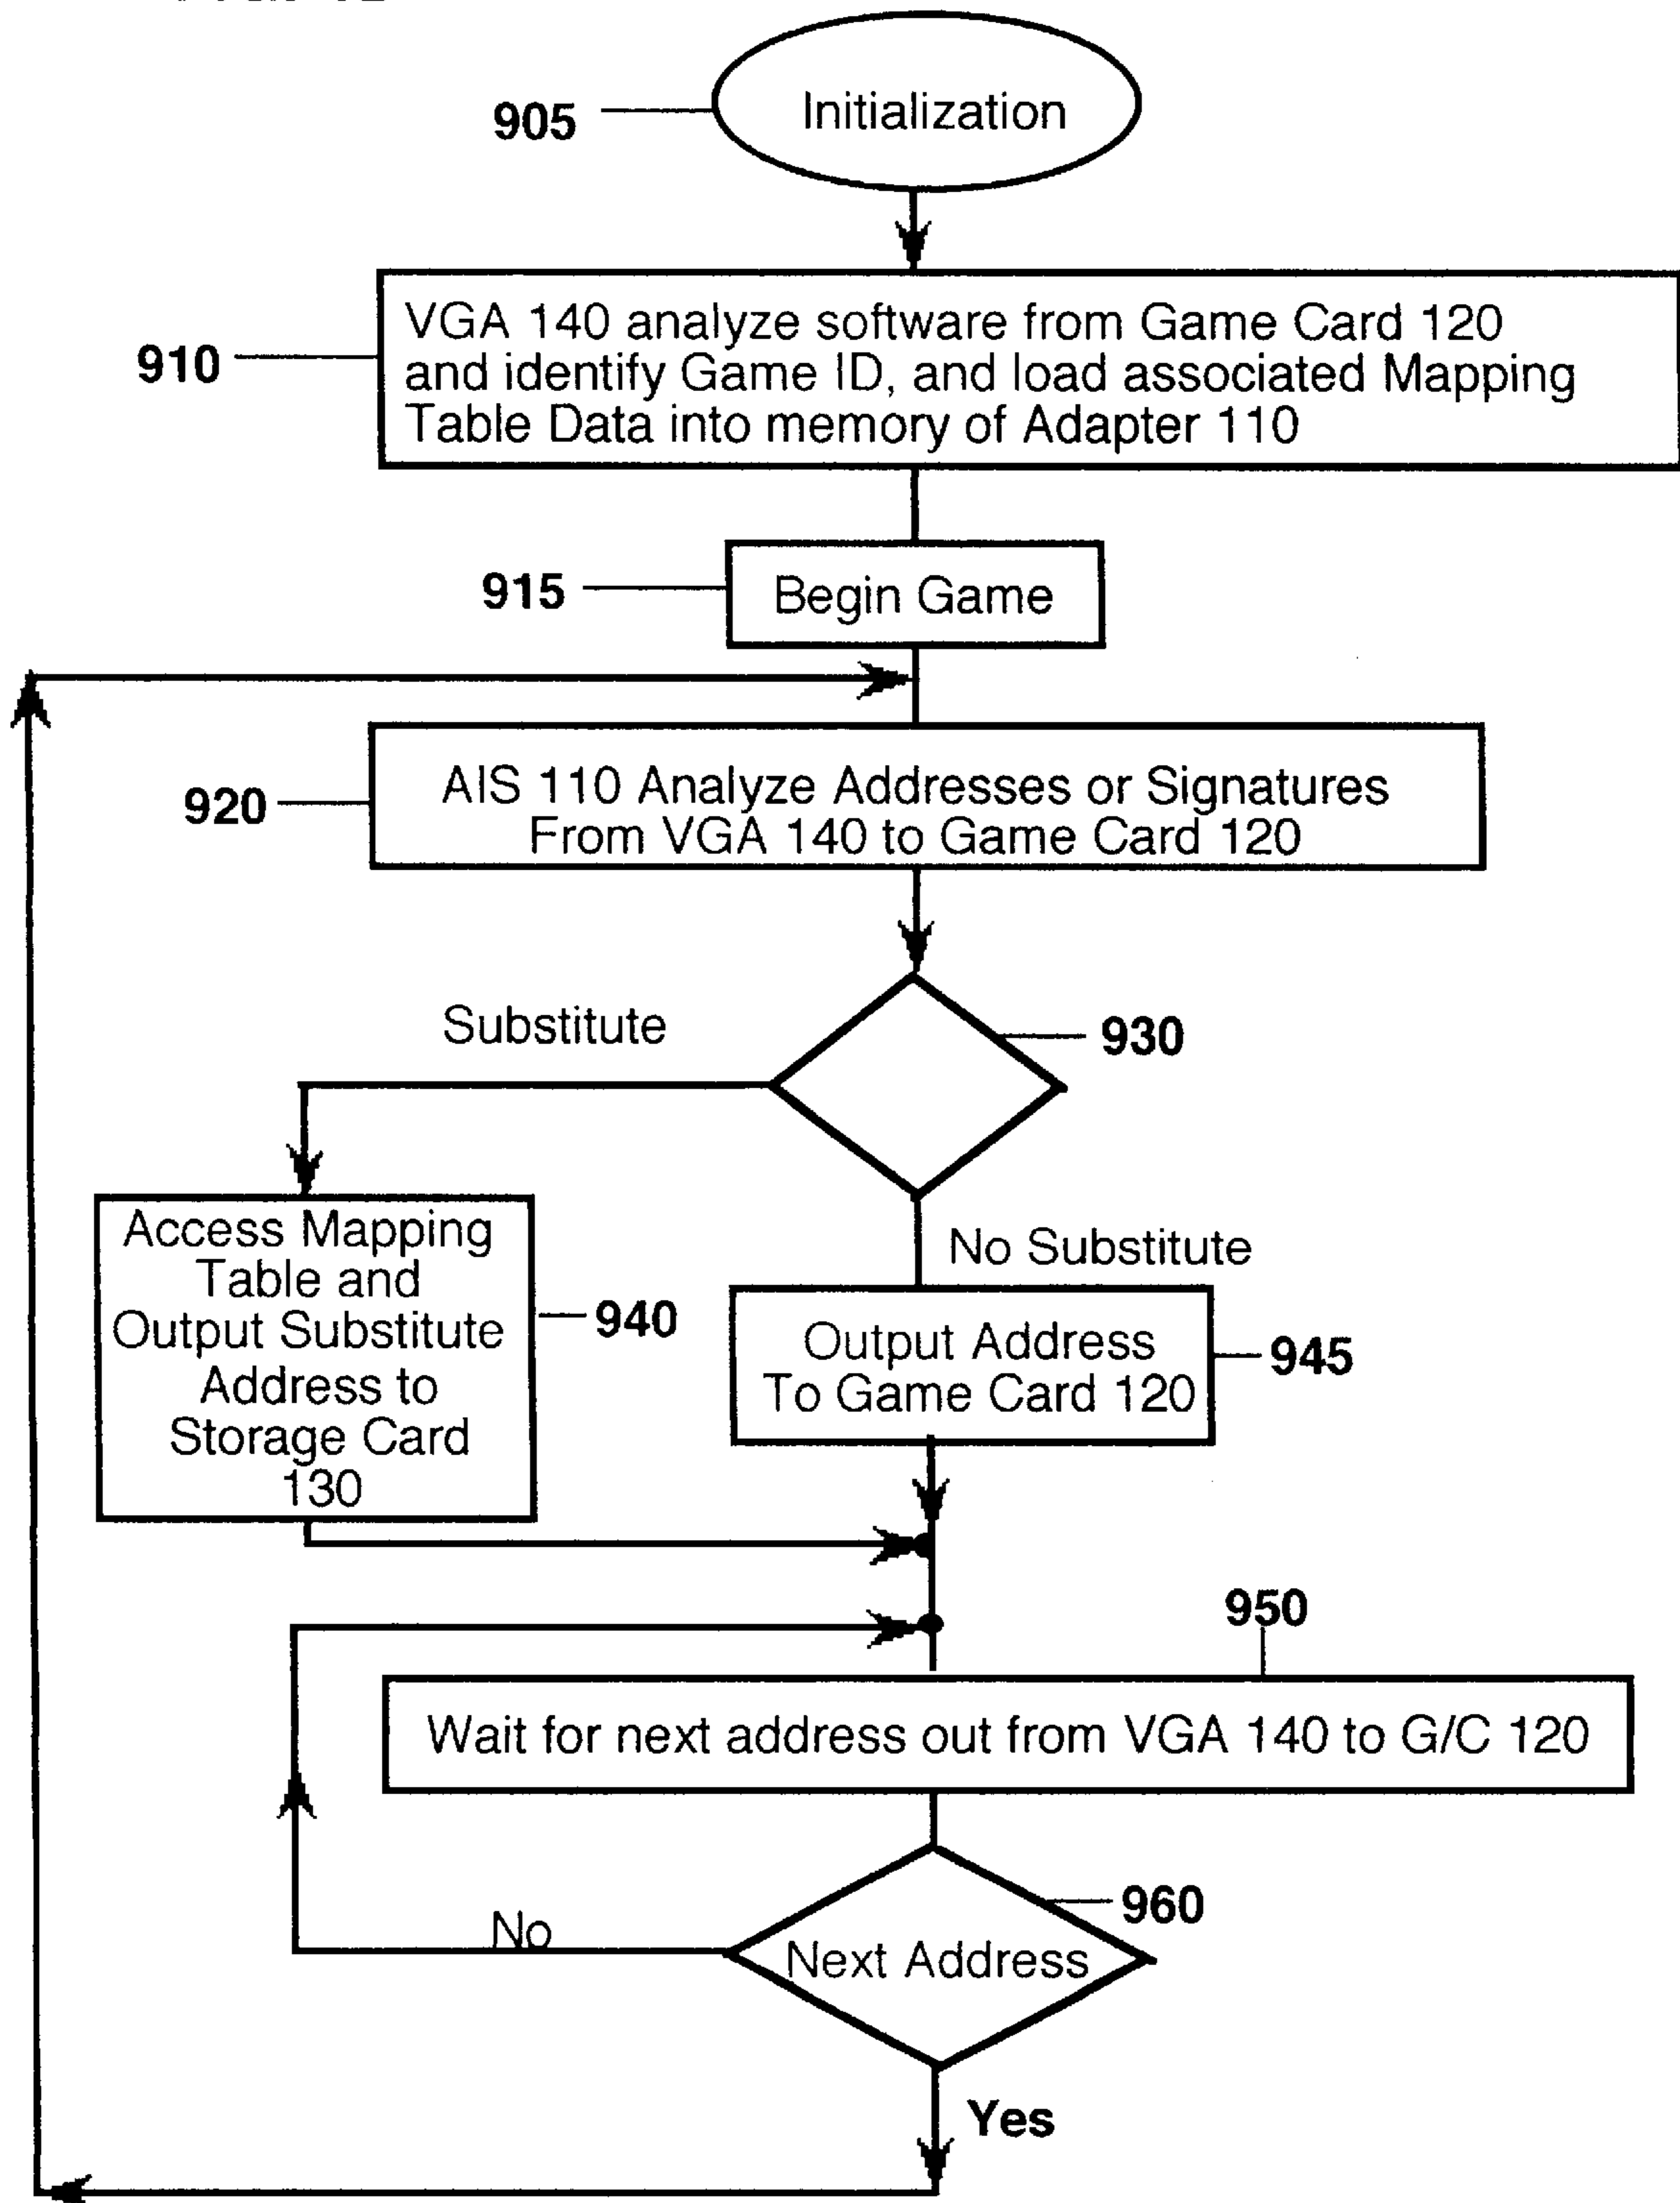 905
Initialization
910
VGA 140 analyze software from Game Card 120
and identify Game ID, and load associated Mapping
Table Data into memory of Adapter 110
915
Begin Game
920
AIS 110 Analyze Addresses or Signatures
From VGA 140 to Game Card 120
Substitute
930
Access Mapping
Table and
Output Substitute
Address to
Storage Card
130
940
No Substitute
Output Address
To Game Card 120
945
950
Wait for next address out from VGA 140 to G/C 120
No
960
Next Address
Yes